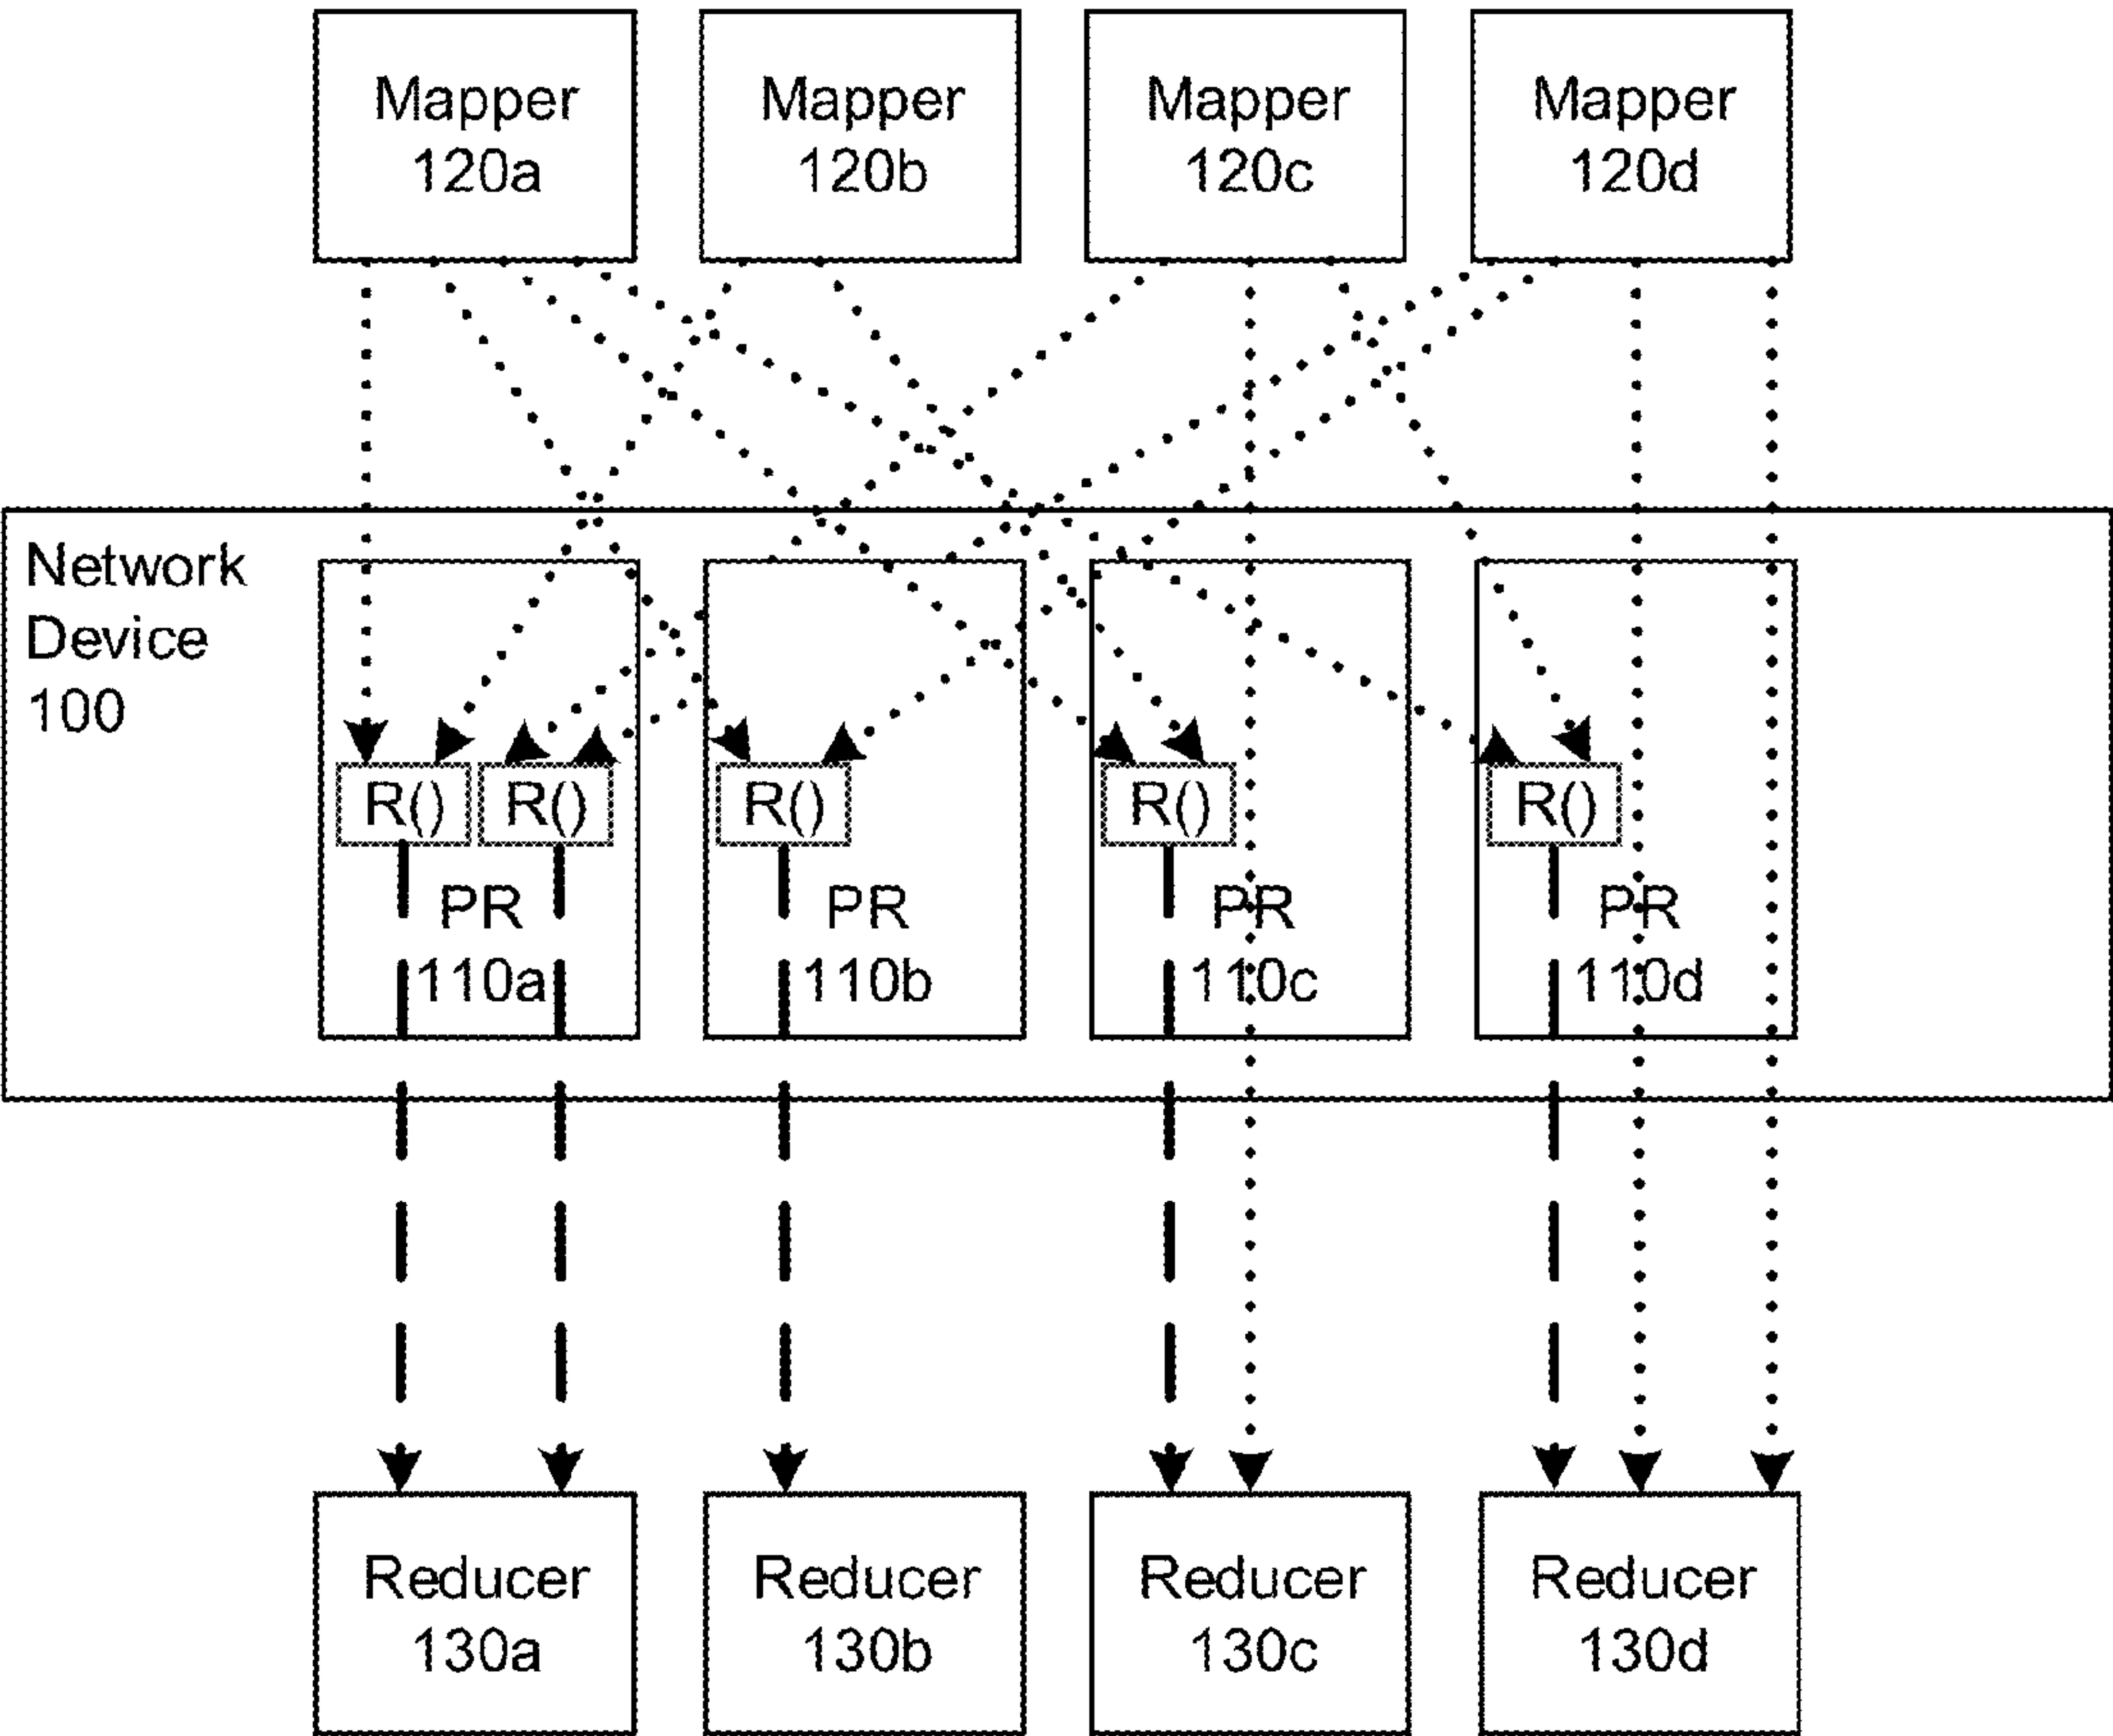 Mapper
120a
Mapper
120b
Mapper
120c
Mapper
120d
Network
Device
100
R()
R()
R()
R()
R()
PR
110a
PR
110b
PR
110c
PR
110d
Reducer
130a
Reducer
130b
Reducer
130c
Reducer
130d